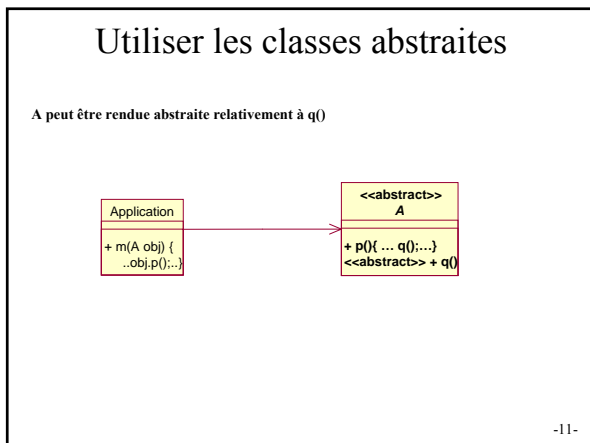 Utiliser les classes abstraites
A peut être rendue abstraite relativement à q()
Application
+ m(A obj) {
..obj.p();..}
<<abstract>>
A
+ p(){ ... q();...}
<<abstract>> + q()
-11-